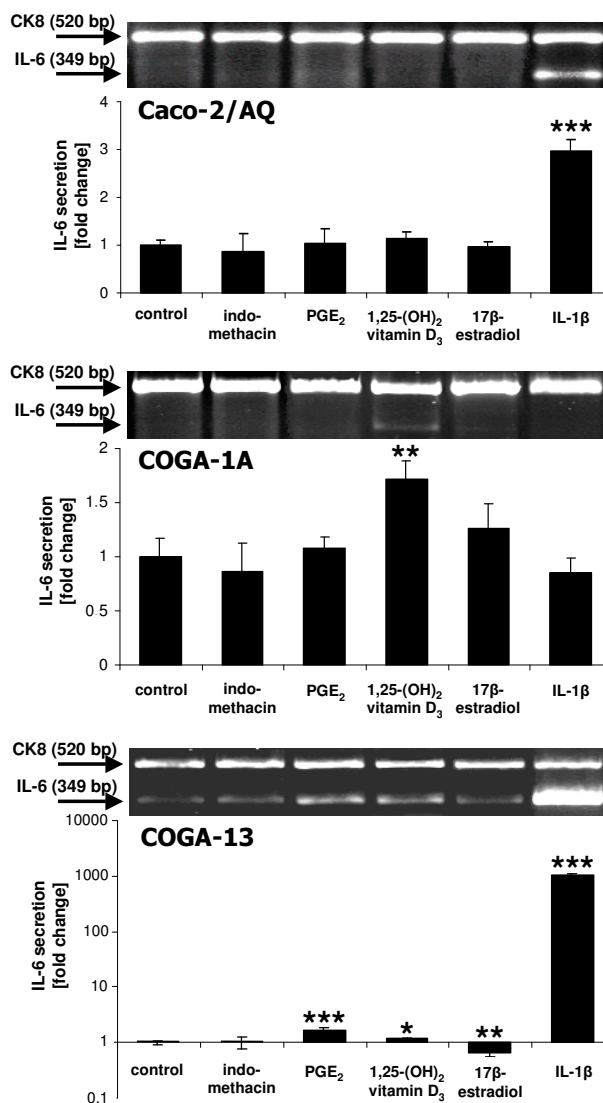 CK8 (520 bp)
IL-6 (349 bp)
Caco-2/AQ
***
IL-6 secretion
[fold change]
4
3
2
1
0
control
indo-
methacin
PGE₂
1,25-(OH)₂
vitamin D₃
17β-
estradiol
IL-1β
CK8 (520 bp)
IL-6 (349 bp)
COGA-1A
**
IL-6 secretion
[fold change]
2
1.5
1
0.5
0
control
indo-
methacin
PGE₂
1,25-(OH)₂
vitamin D₃
17β-
estradiol
IL-1β
CK8 (520 bp)
IL-6 (349 bp)
COGA-13
***
*
**
***
IL-6 secretion
[fold change]
10000
1000
100
10
1
0.1
control
indo-
methacin
PGE₂
1,25-(OH)₂
vitamin D₃
17β-
estradiol
IL-1β